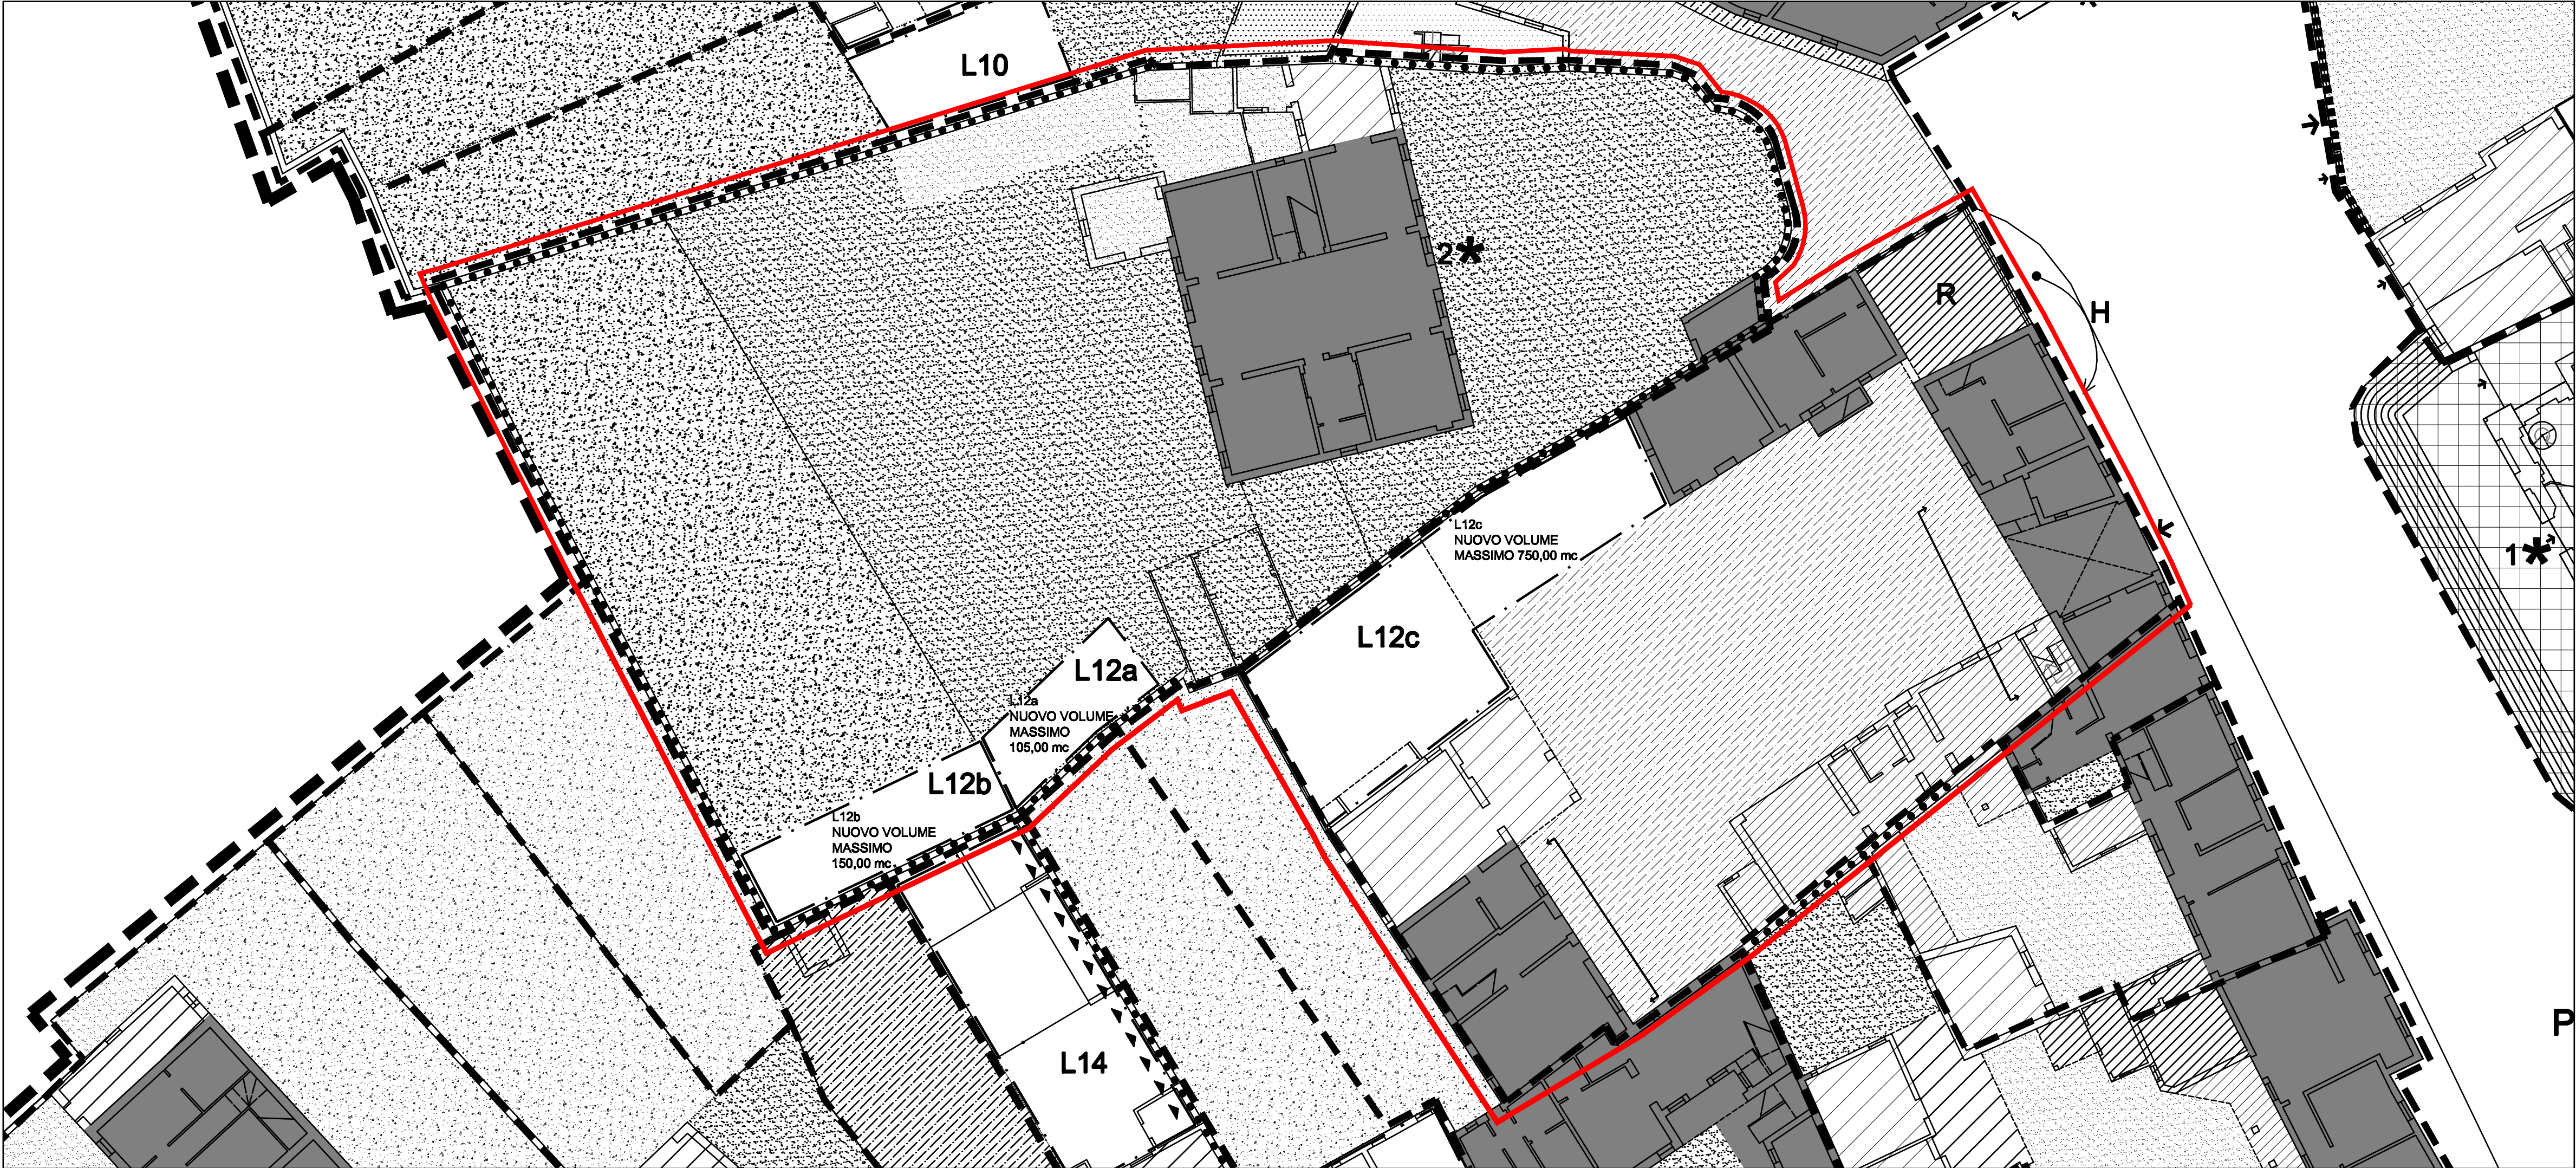 L10
2*
R
H
L12c
NUOVO VOLUME
MASSIMO 750,00 mc
1*
L12c
L12a
L12a
NUOVO VOLUME
MASSIMO
105,00 mc
L12b
L12b
NUOVO VOLUME
MASSIMO
150,00 mc
P
L14